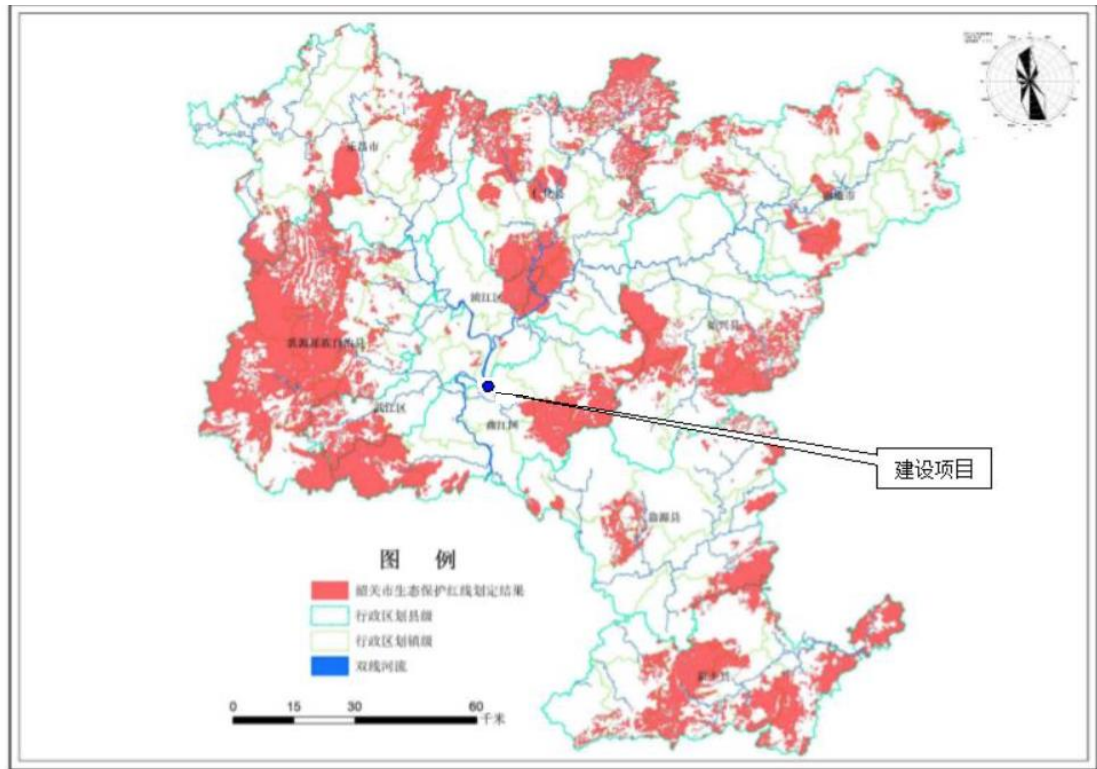 乐昌市
仁化县
南雄市
浈江区
始兴县
乳源瑶族自治县
武江区
曲江区
建设项目
翁源县
新丰县
图 例
韶关市生态保护红线划定结果
行政区划县级
行政区划镇级
双线河流
0 15 30 60
千米